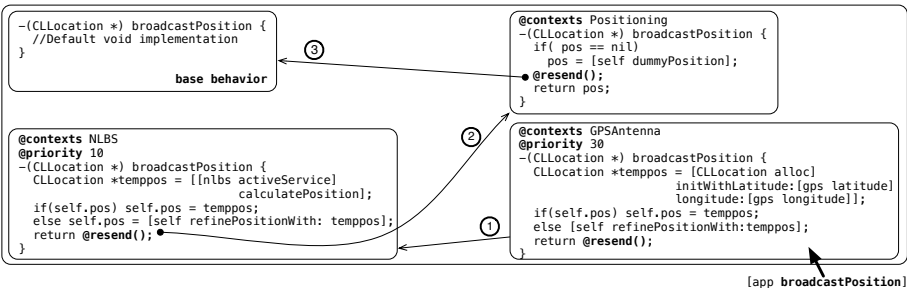 -(CLLocation *) broadcastPosition {
//Default void implementation
}
base behavior
3
@contexts Positioning
-(CLLocation *) broadcastPosition {
if( pos == nil)
pos = [self dummyPosition];
@resend();
return pos;
}
@contexts NLBS
@priority 10
-(CLLocation *) broadcastPosition {
CLLocation *temppos = [[nlbs activeService]
calculatePosition];
if(self.pos) self.pos = temppos;
else self.pos = [self refinePositionWith: temppos];
return @resend();
}
2
1
@contexts GPSAntenna
@priority 30
-(CLLocation *) broadcastPosition {
CLLocation *temppos = [CLLocation alloc]
initWithLatitude:[gps latitude]
longitude:[gps longitude]];
if(self.pos) self.pos = temppos;
else [self refinePositionWith:temppos];
return @resend();
}
[app broadcastPosition]